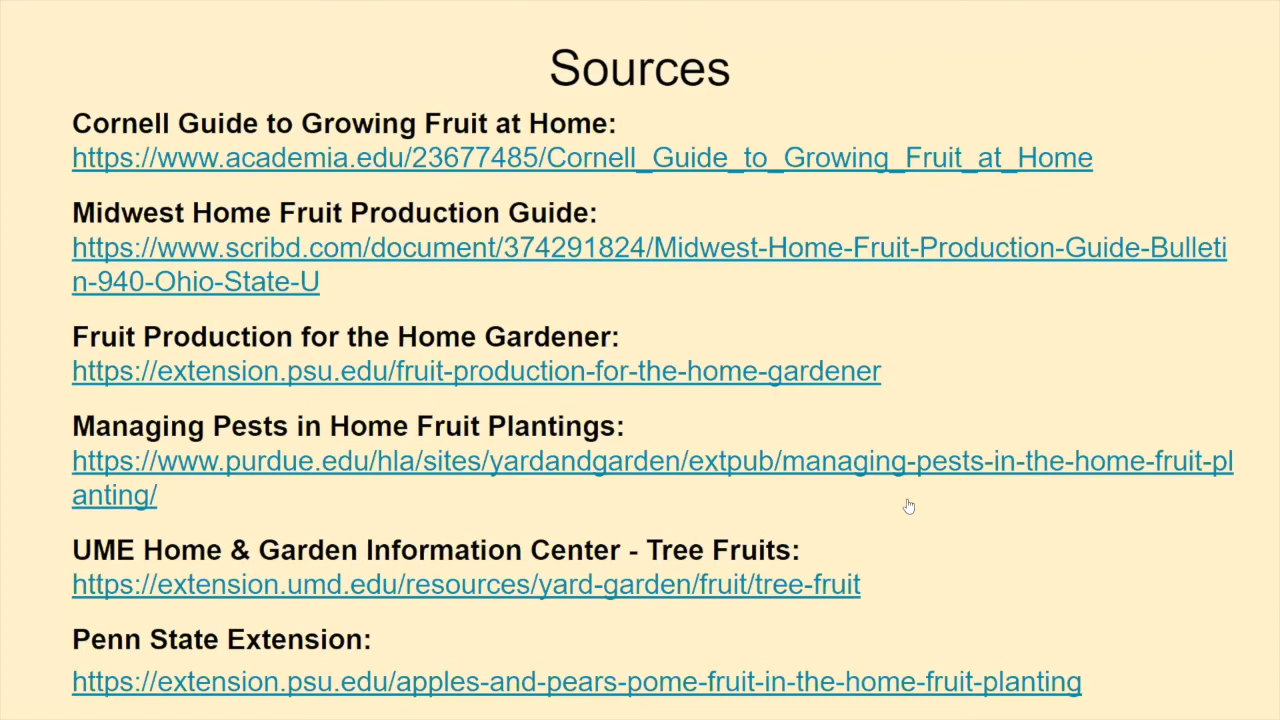 Sources
Cornell Guide to Growing Fruit at Home:
https://www.academia.edu/23677485/Cornell_Guide_to_Growing_Fruit_at_Home
Midwest Home Fruit Production Guide:
https://www.scribd.com/document/374291824/Midwest-Home-Fruit-Production-Guide-Bulleti
n-940-Ohio-State-U
Fruit Production for the Home Gardener:
https://extension.psu.edu/fruit-production-for-the-home-gardener
Managing Pests in Home Fruit Plantings:
https://www.purdue.edu/hla/sites/yardandgarden/extpub/managing-pests-in-the-home-fruit-pl
anting/
UME Home & Garden Information Center - Tree Fruits:
https://extension.umd.edu/resources/yard-garden/fruit/tree-fruit
Penn State Extension:
https://extension.psu.edu/apples-and-pears-pome-fruit-in-the-home-fruit-planting